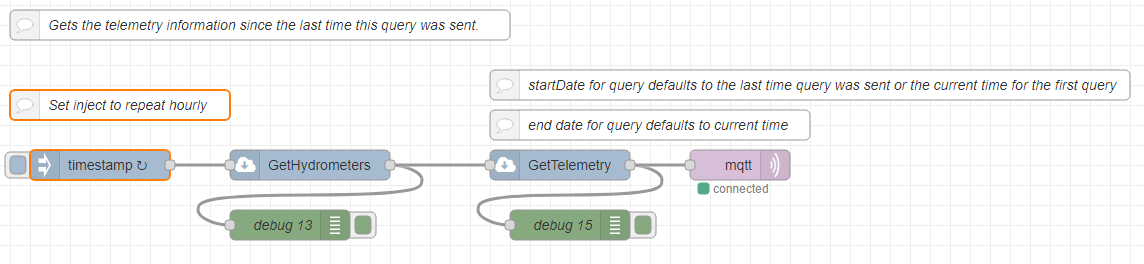 Gets the telemetry information since the last time this query was sent.
startDate for query defaults to the last time query was sent or the current time for the first query
Set inject to repeat hourly
end date for query defaults to current time
timestamp ↻
GetHydrometers
GetTelemetry
mqtt
connected
debug 13
debug 15